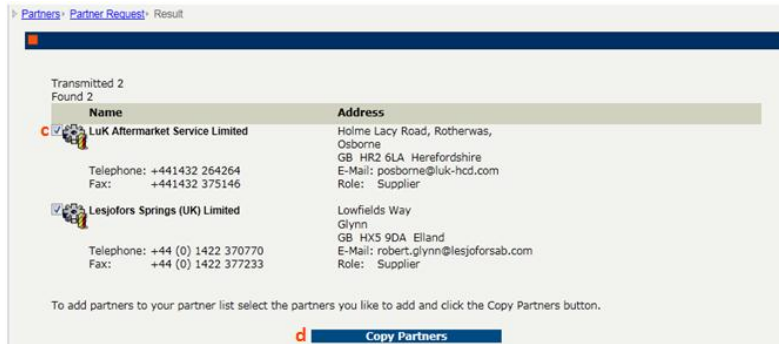 Partners Partner Request Result
Transmitted 2
Found 2
Name Address
c LuK Aftermarket Service Limited Holme Lacy Road, Rotherwas,
Osborne
GB HR2 6LA Herefordshire
Telephone: +441432 264264 E-Mail: posborne@luk-hcd.com
Fax: +441432 375146 Role: Supplier
Lesjofors Springs (UK) Limited Lowfields Way
Glynn
GB HX5 9DA Elland
Telephone: +44 (0) 1422 370770 E-Mail: robert.glynn@lesjoforsab.com
Fax: +44 (0) 1422 377233 Role: Supplier
To add partners to your partner list select the partners you like to add and click the Copy Partners button.
d Copy Partners